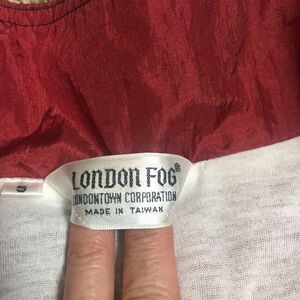 LONDON FOG®
LONDONTOWN CORPORATION
MADE IN TAIWAN
S